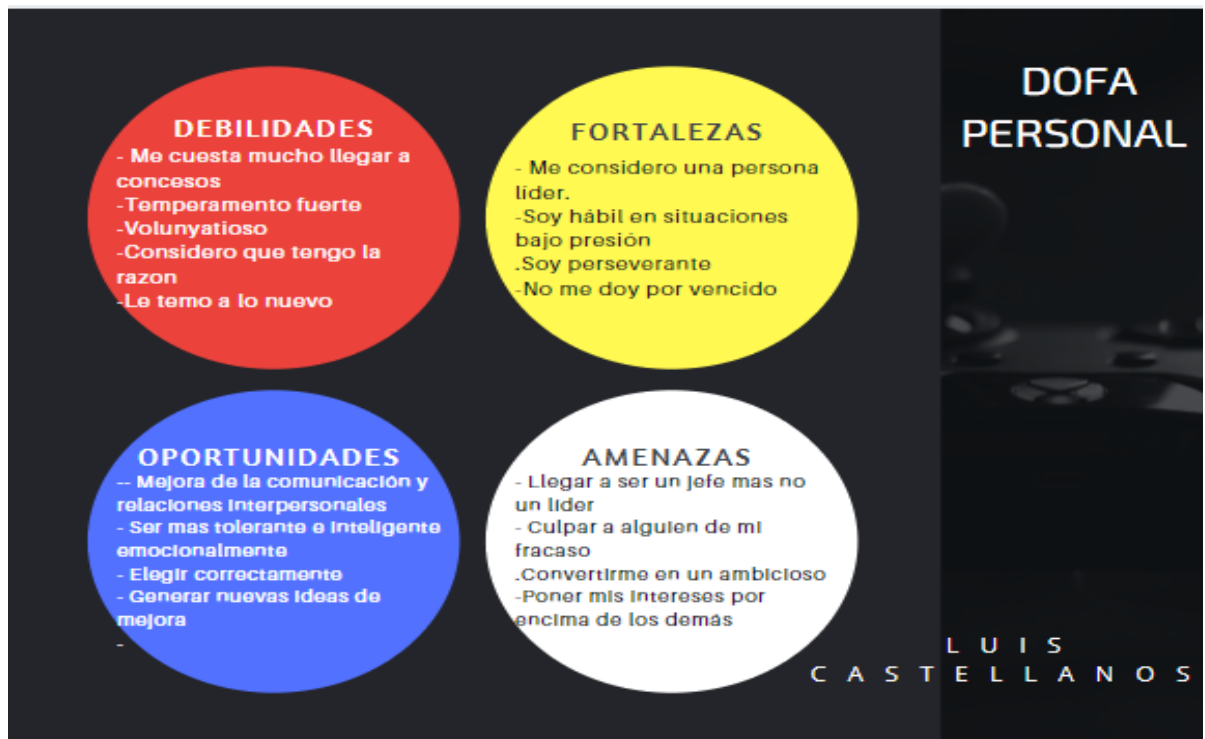 DOFA
PERSONAL
DEBILIDADES
- Me cuesta mucho llegar a
concesos
-Temperamento fuerte
-Volunyatioso
-Considero que tengo la
razon
-Le temo a lo nuevo
FORTALEZAS
- Me considero una persona
líder.
-Soy hábil en situaciones
bajo presión
.Soy perseverante
-No me doy por vencido
OPORTUNIDADES
-- Mejora de la comunicación y
relaciones interpersonales
- Ser mas tolerante e inteligente
emocionalmente
- Elegir correctamente
- Generar nuevas ideas de
mejora
-
AMENAZAS
- Llegar a ser un jefe mas no
un lider
- Culpar a alguien de mi
fracaso
.Convertirme en un ambicioso
-Poner mis intereses por
encima de los demás
LUIS
CASTELLANOS